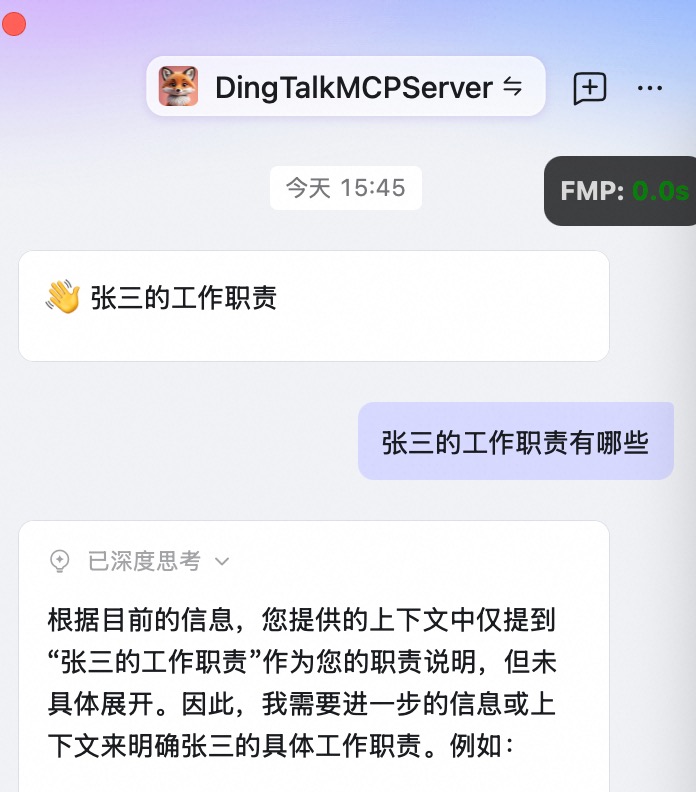 DingTalkMCPServer
今天 15:45
FMP: 0.0s
👋 张三的工作职责
张三的工作职责有哪些
已深度思考
根据目前的信息，您提供的上下文中仅提到
“张三的工作职责”作为您的职责说明，但未
具体展开。因此，我需要进一步的信息或上
下文来明确张三的具体工作职责。例如：